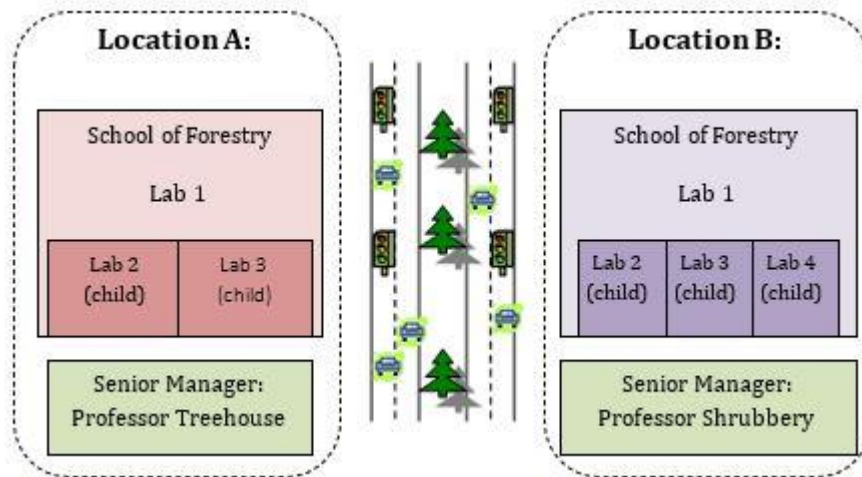 Location A:
School of Forestry
Lab 1
Lab 2
(child)
Lab 3
(child)
Senior Manager:
Professor Treehouse
Location B:
School of Forestry
Lab 1
Lab 2
(child)
Lab 3
(child)
Lab 4
(child)
Senior Manager:
Professor Shrubbery